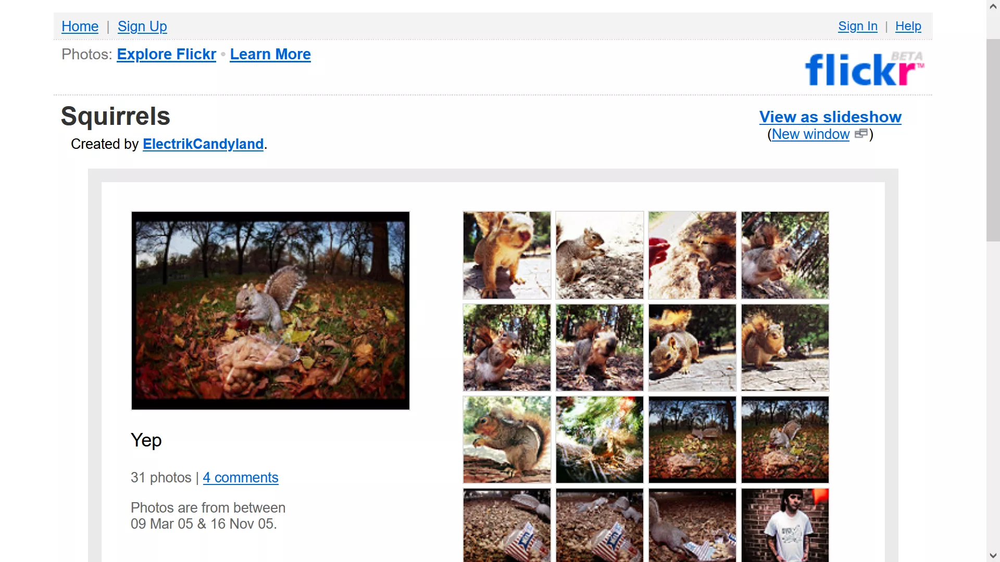 Home | Sign Up
Sign In | Help
Photos: Explore Flickr • Learn More
flickr BETA TM
Squirrels
View as slideshow
(New window)
Created by ElectrikCandyland.
Yep
31 photos | 4 comments
Photos are from between
09 Mar 05 & 16 Nov 05.